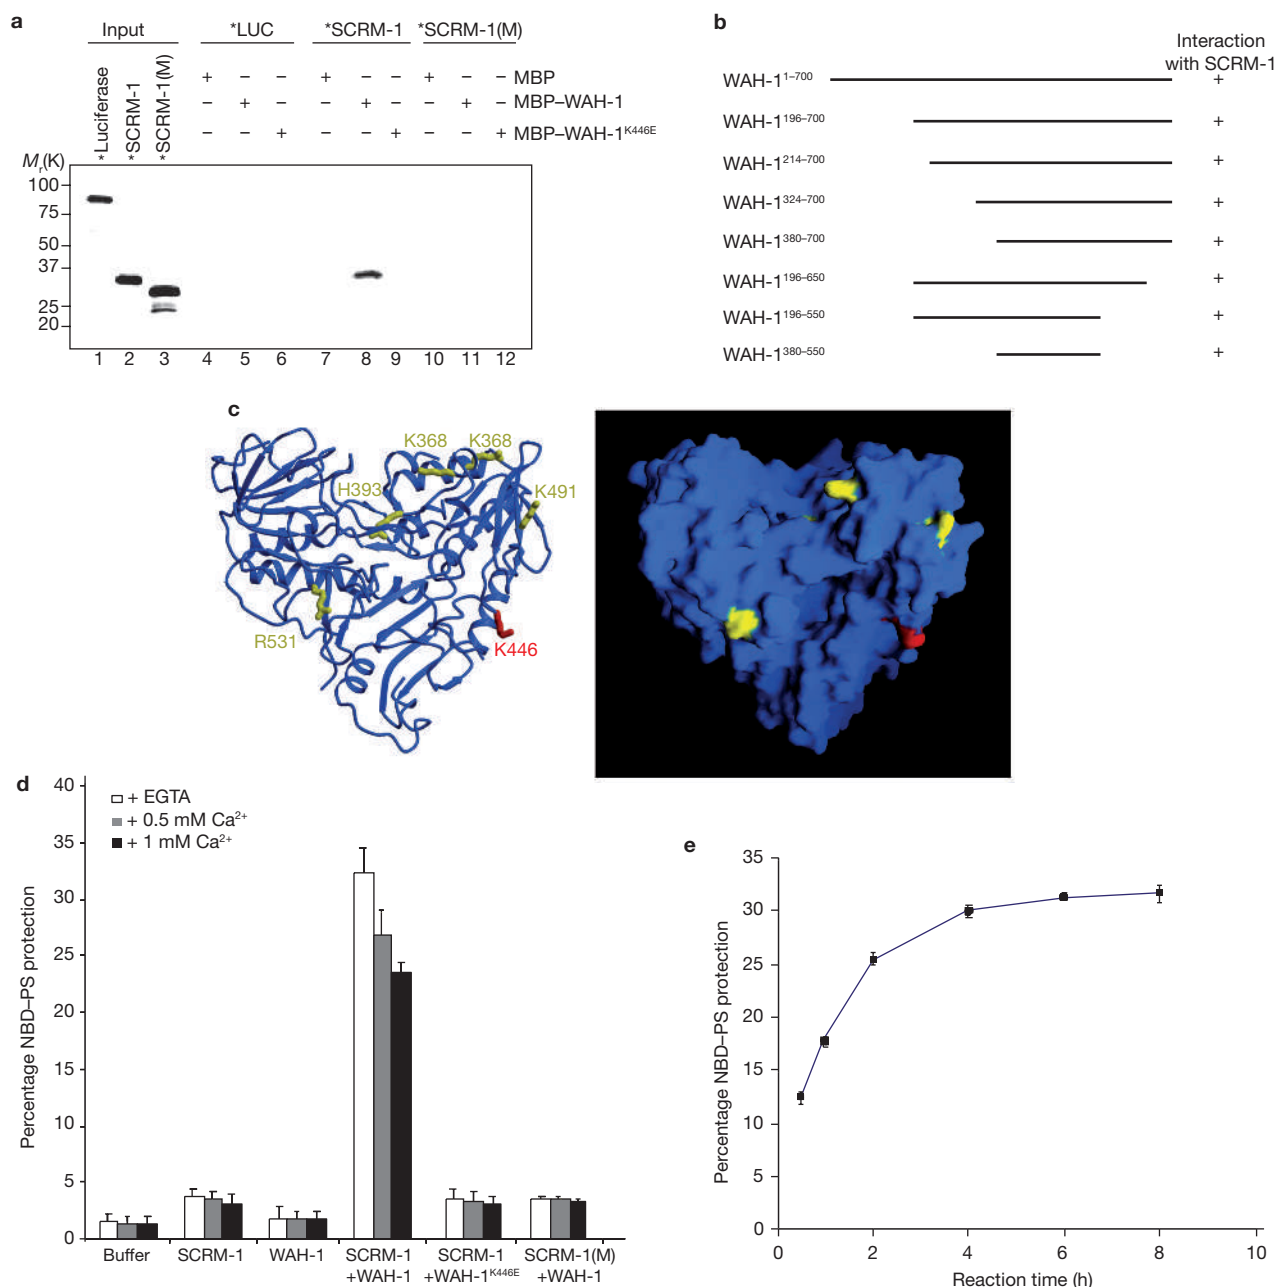 a
Input
*LUC
*SCRM-1
*SCRM-1(M)
*Luciferase
*SCRM-1
*SCRM-1(M)
+ – – + – – + – – MBP
– + – – + – – + – MBP–WAH-1
– – + – – + – – + MBP–WAH-1K446E
Mr(K)
100
75
50
37
25
20
1 2 3 4 5 6 7 8 9 10 11 12
b
Interaction
with SCRM-1
WAH-11–700 +
WAH-1196–700 +
WAH-1214–700 +
WAH-1324–700 +
WAH-1380–700 +
WAH-1196–650 +
WAH-1196–550 +
WAH-1380–550 +
c
K368 K368
H393
K491
R531
K446
d
+ EGTA
+ 0.5 mM Ca2+
+ 1 mM Ca2+
Percentage NBD–PS protection
40
35
30
25
20
15
10
5
0
Buffer
SCRM-1
WAH-1
SCRM-1
+WAH-1
SCRM-1
+WAH-1K446E
SCRM-1(M)
+WAH-1
e
Percentage NBD–PS protection
35
30
25
20
15
10
5
0
0 2 4 6 8 10
Reaction time (h)